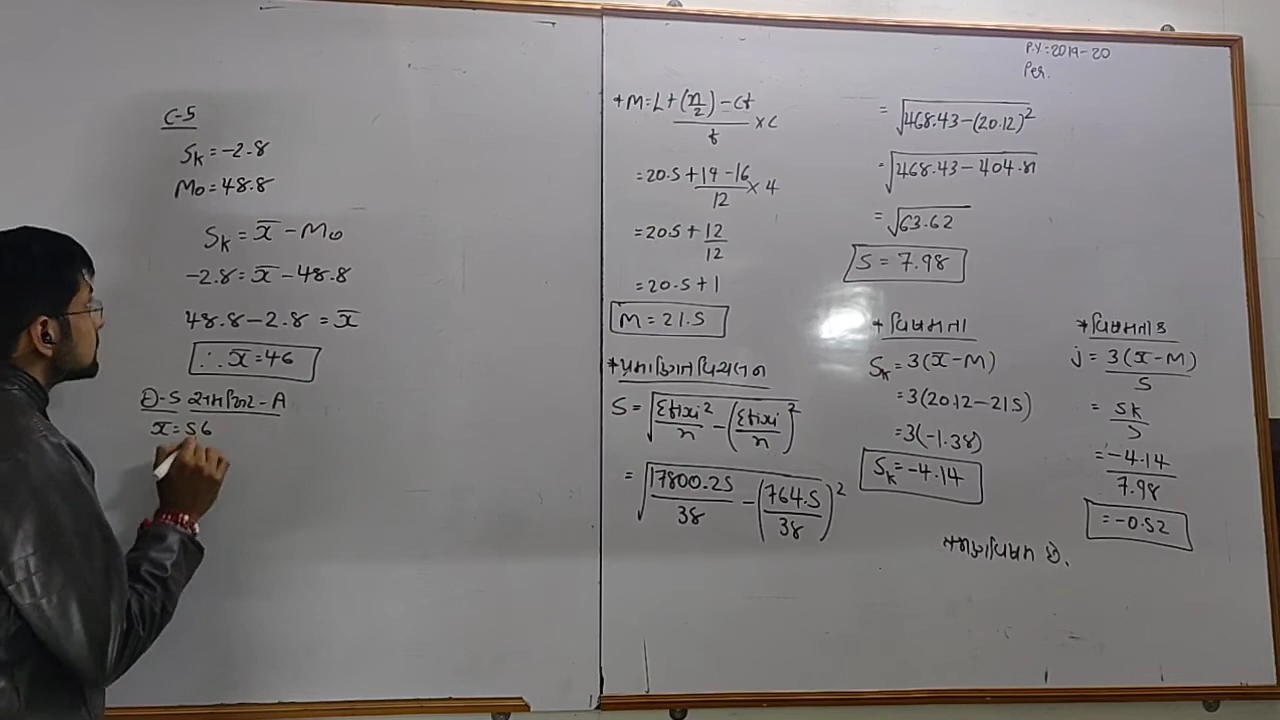 C-5
Sk = -2.8
Mo = 48.8
Sk = x̄ - Mo
-2.8 = x̄ - 48.8
48.8 - 2.8 = x̄
∴ x̄ = 46
D-5 - A
x̄ = 56
* M = L + (n/2) - cf / f × c
= 20.5 + 19 - 16 / 12 × 4
= 20.5 + 12/12
= 20.5 + 1
M = 21.5
* પ્રમાણિત વિચલન
S = √(Σfixi²/n - (Σfixi/n)²)
= √(17800.25/38 - (764.5/38)²)
P.Y:2019-20
Per.
= √468.43 - (20.12)²
= √468.43 - 404.81
= √63.62
S = 7.98
* વિષમતા
Sk = 3(x̄ - M)
= 3(20.12 - 21.5)
= 3(-1.38)
Sk = -4.14
* વિષમતાંક
j = 3(x̄ - M) / S
= Sk / S
= -4.14 / 7.98
= -0.52
છે.